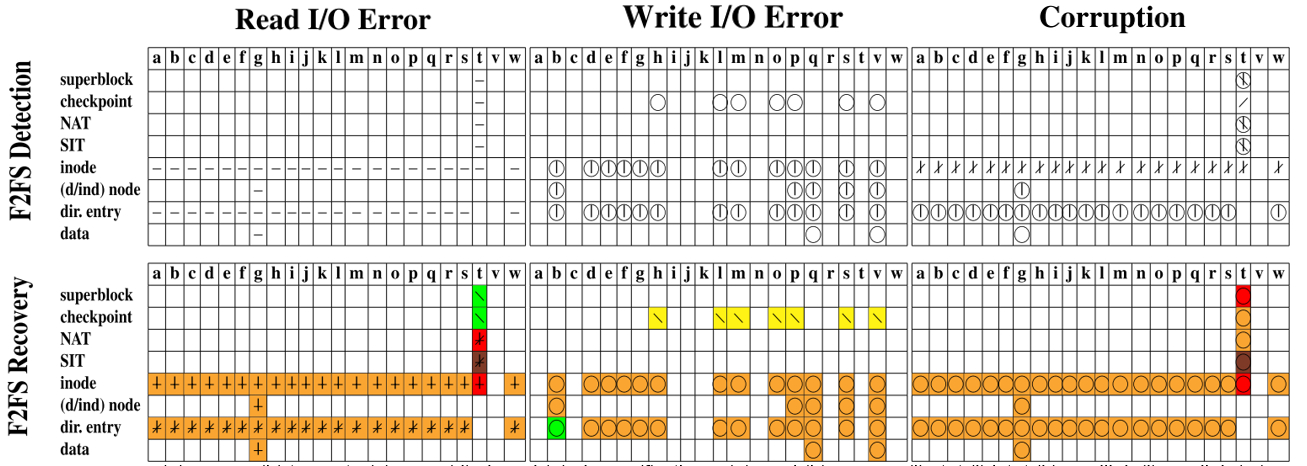 Read I/O Error Write I/O Error Corruption
F2FS Detection
a b c d e f g h i j k l m n o p q r s t v w a b c d e f g h i j k l m n o p q r s t v w a b c d e f g h i j k l m n o p q r s t v w
superblock
checkpoint
NAT
SIT
inode
(d/ind) node
dir. entry
data
F2FS Recovery
a b c d e f g h i j k l m n o p q r s t v w a b c d e f g h i j k l m n o p q r s t v w a b c d e f g h i j k l m n o p q r s t v w
superblock
checkpoint
NAT
SIT
inode
(d/ind) node
dir. entry
data